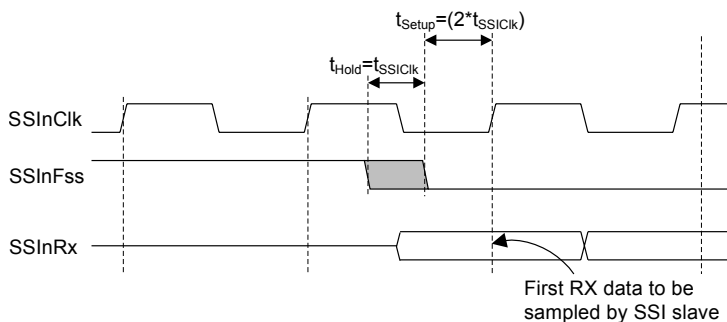 tSetup=(2*tSSIClk)
tHold=tSSIClk
SSInClk
SSInFss
SSInRx
First RX data to be
sampled by SSI slave